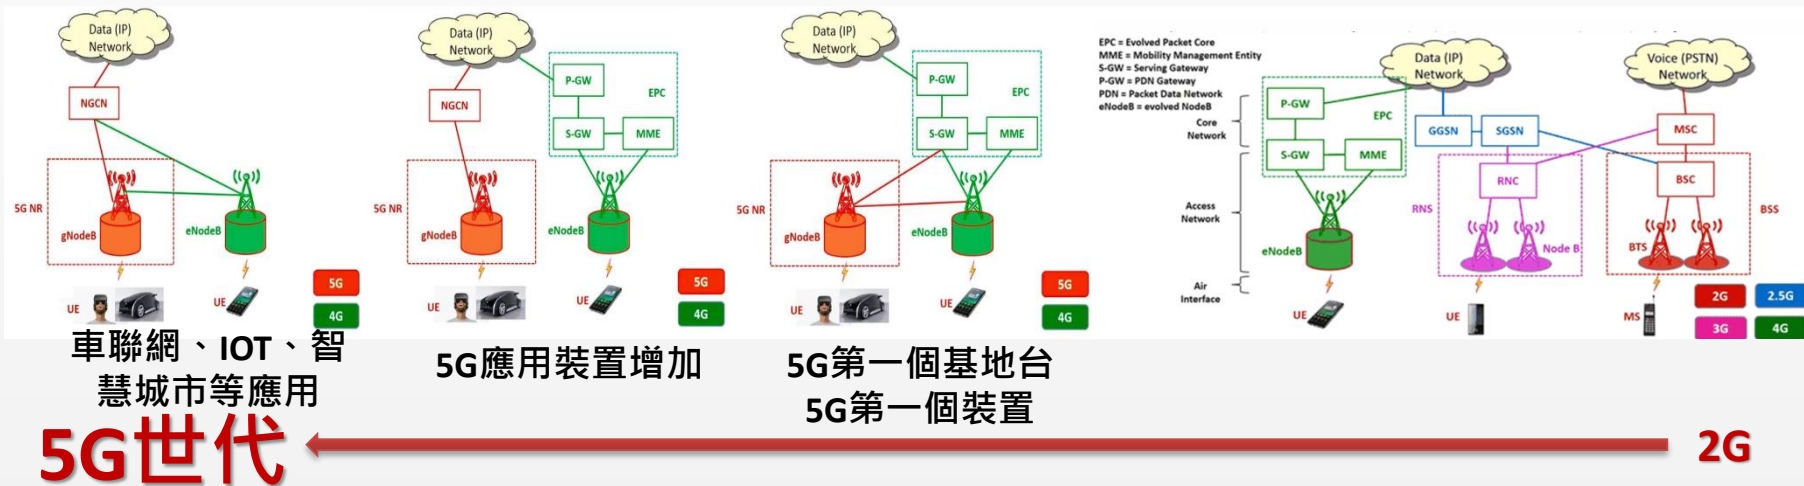 Data (IP)
Network
NGCN
5G NR
gNodeB
eNodeB
UE
UE
5G
4G
車聯網、IOT、智
慧城市等應用
Data (IP)
Network
P-GW
EPC
NGCN
S-GW
MME
5G NR
gNodeB
eNodeB
UE
UE
5G
4G
5G應用裝置增加
Data (IP)
Network
P-GW
EPC
S-GW
MME
5G NR
gNodeB
eNodeB
UE
UE
5G
4G
5G第一個基地台
5G第一個裝置
EPC = Evolved Packet Core
MME = Mobility Management Entity
S-GW = Serving Gateway
P-GW = PDN Gateway
PDN = Packet Data Network
eNodeB = evolved NodeB
Data (IP)
Network
Voice (PSTN)
Network
Core
Network
P-GW
EPC
S-GW
MME
GGSN
SGSN
MSC
RNC
BSC
Access
Network
RNS
BSS
eNodeB
Node B
BTS
Air
Interface
UE
UE
MS
2G
2.5G
3G
4G
5G世代
2G